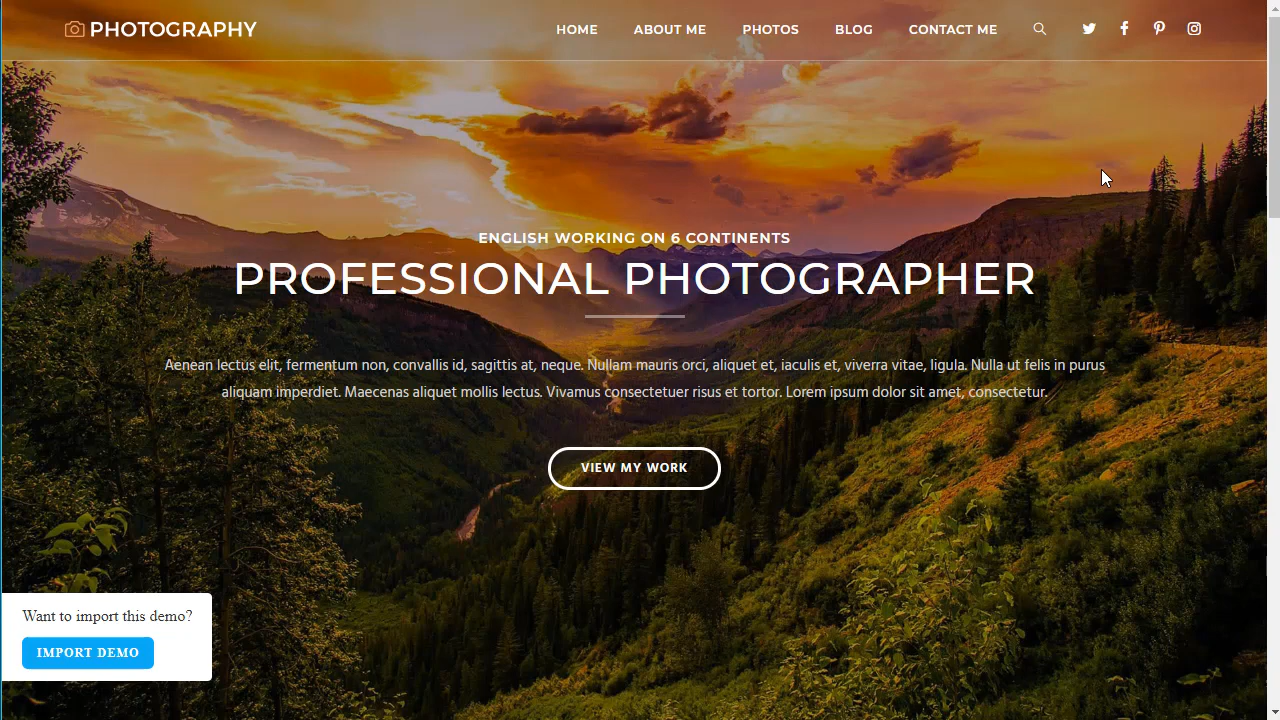 PHOTOGRAPHY
HOME ABOUT ME PHOTOS BLOG CONTACT ME
ENGLISH WORKING ON 6 CONTINENTS
PROFESSIONAL PHOTOGRAPHER
Aenean lectus elit, fermentum non, convallis id, sagittis at, neque. Nullam mauris orci, aliquet et, iaculis et, viverra vitae, ligula. Nulla ut felis in purus
aliquam imperdiet. Maecenas aliquet mollis lectus. Vivamus consectetuer risus et tortor. Lorem ipsum dolor sit amet, consectetur.
VIEW MY WORK
Want to import this demo?
IMPORT DEMO